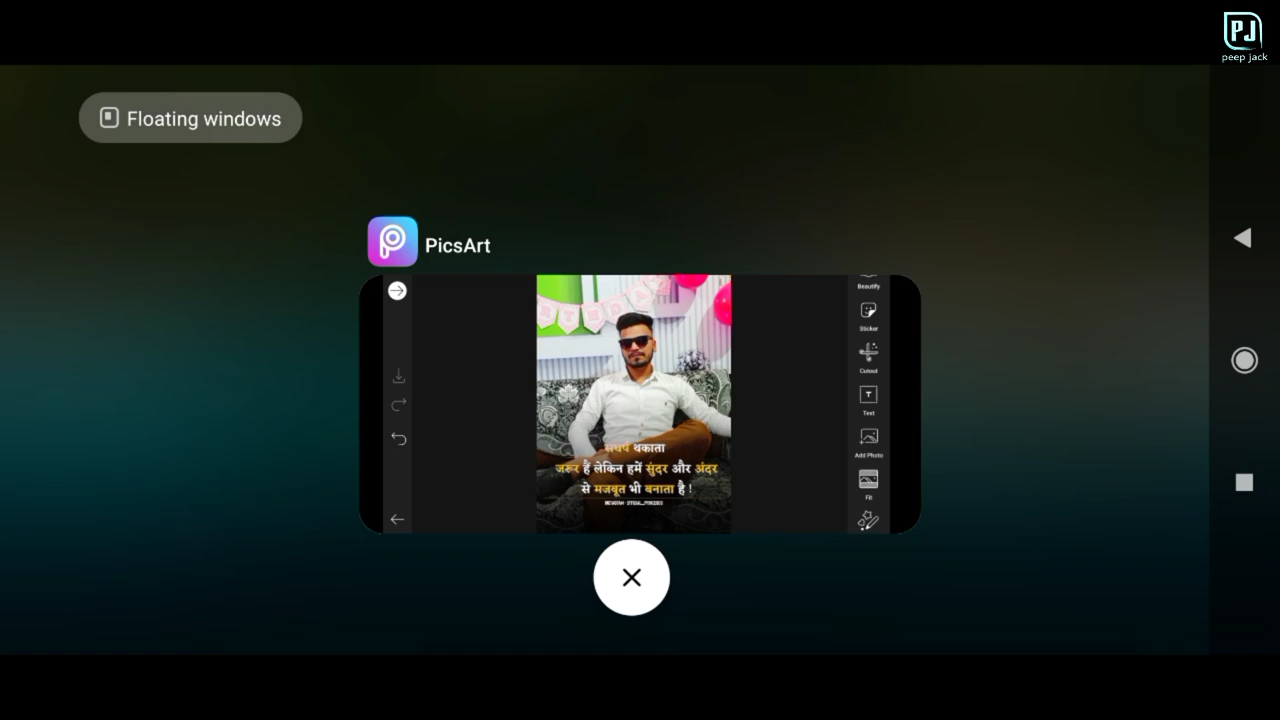 PJ
peep jack
Floating windows
PicsArt
Beautify
Sticker
Cutout
T
Text
Add Photo
Fit
संघर्ष थकाता
जरूर हैं लेकिन हमें सुंदर और अंदर
से मजबूत भी बनाता है !